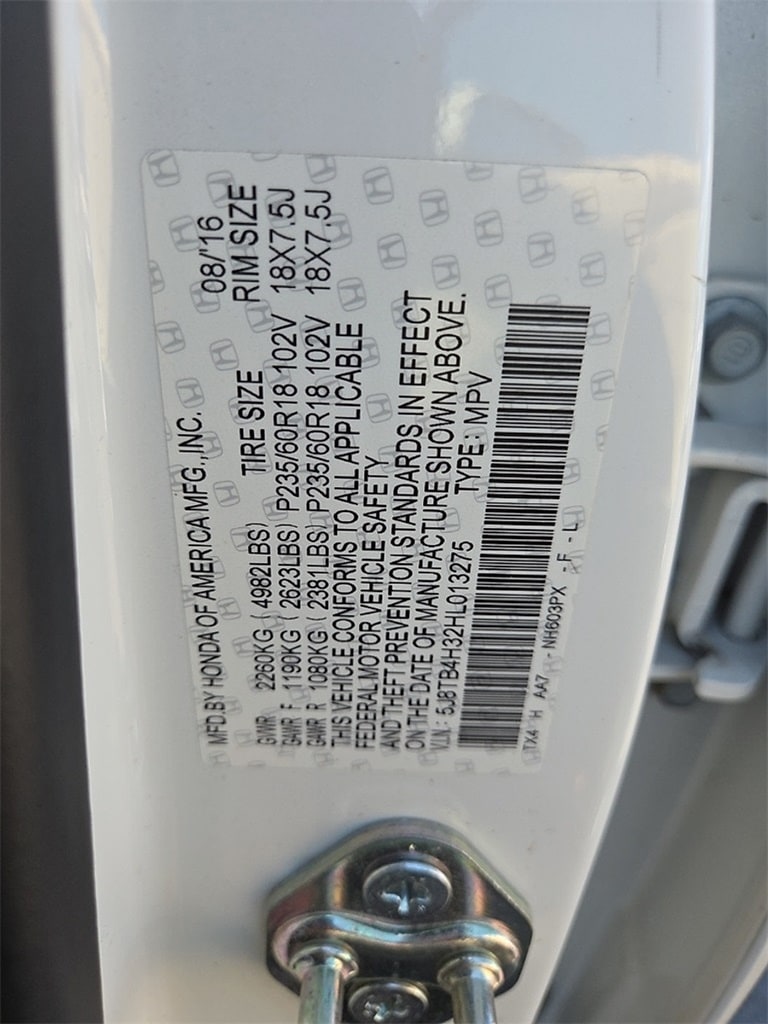 MFD.BY HONDA OF AMERICA MFG.,INC. 08/'16
GVWR 2260KG ( 4982LBS) TIRE SIZE RIM SIZE
GAWR F 1190KG ( 2623LBS) P235/60R18 102V 18X7.5J
GAWR R 1080KG ( 2381LBS) P235/60R18 102V 18X7.5J
THIS VEHICLE CONFORMS TO ALL APPLICABLE
FEDERAL MOTOR VEHICLE SAFETY
AND THEFT PREVENTION STANDARDS IN EFFECT
ON THE DATE OF MANUFACTURE SHOWN ABOVE.
V.I.N.: 5J8TB4H32HL013275 TYPE: MPV
TX4 H AA7 - NH603PX - F - L